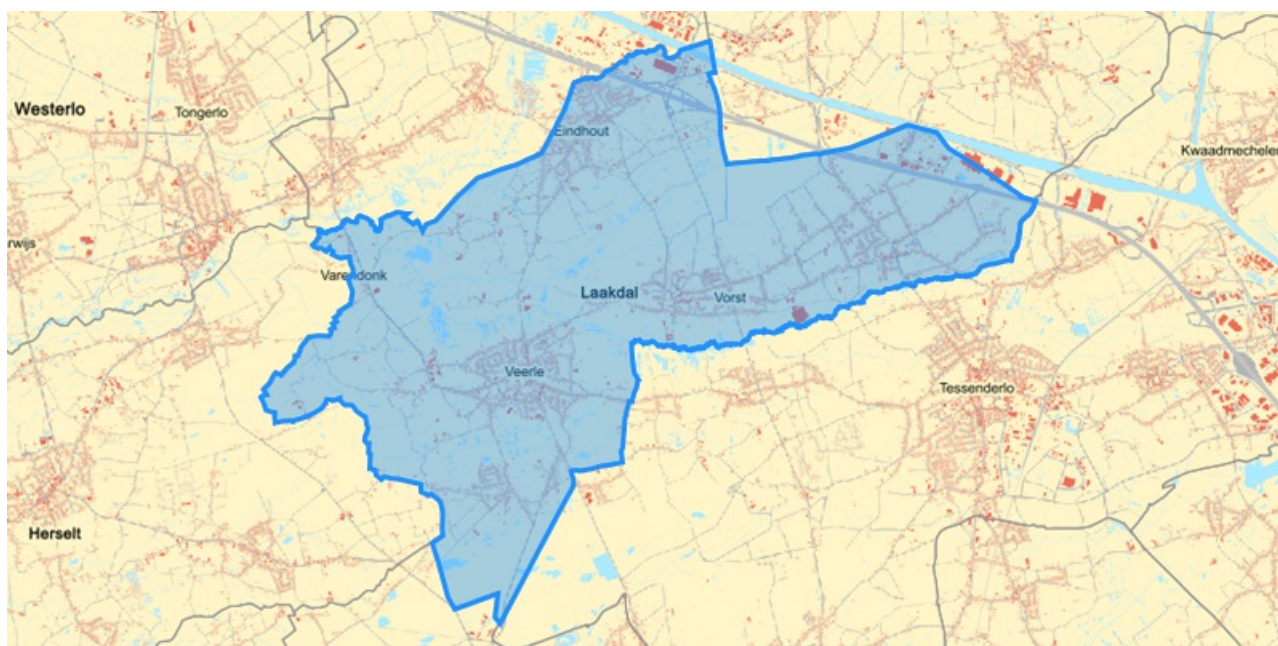 Westerlo
Tongerlo
Eindhout
Kwaadmechelen
rwijs
Varendonk
Laakdal
Vorst
Veerle
Tessenderlo
Herselt